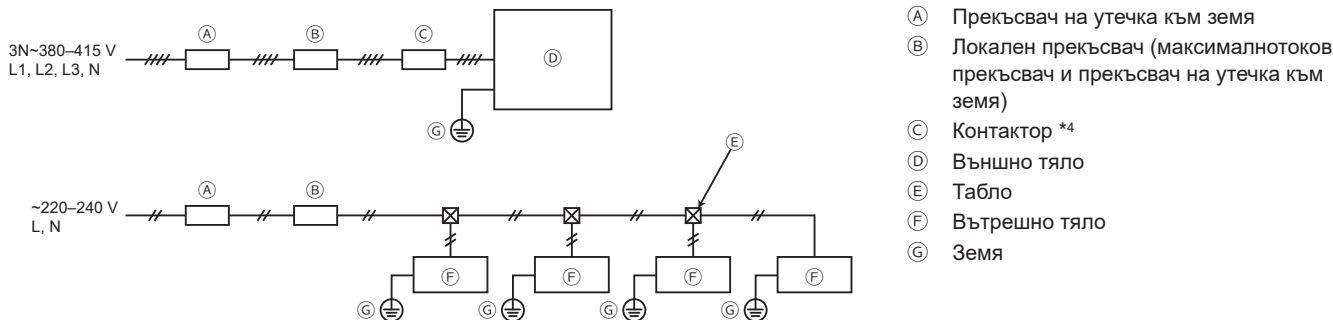 Ⓐ Ⓑ Ⓒ
3N~380–415 V
L1, L2, L3, N
Ⓓ
Ⓖ
Ⓔ
Ⓐ Ⓑ
~220–240 V
L, N
Ⓕ Ⓕ Ⓕ Ⓕ
Ⓖ Ⓖ Ⓖ Ⓖ
Ⓐ Прекъсвач на утечка към земя
Ⓑ Локален прекъсвач (максималнотоков
прекъсвач и прекъсвач на утечка към
земя)
Ⓒ Контактор *4
Ⓓ Външно тяло
Ⓔ Табло
Ⓕ Вътрешно тяло
Ⓖ Земя